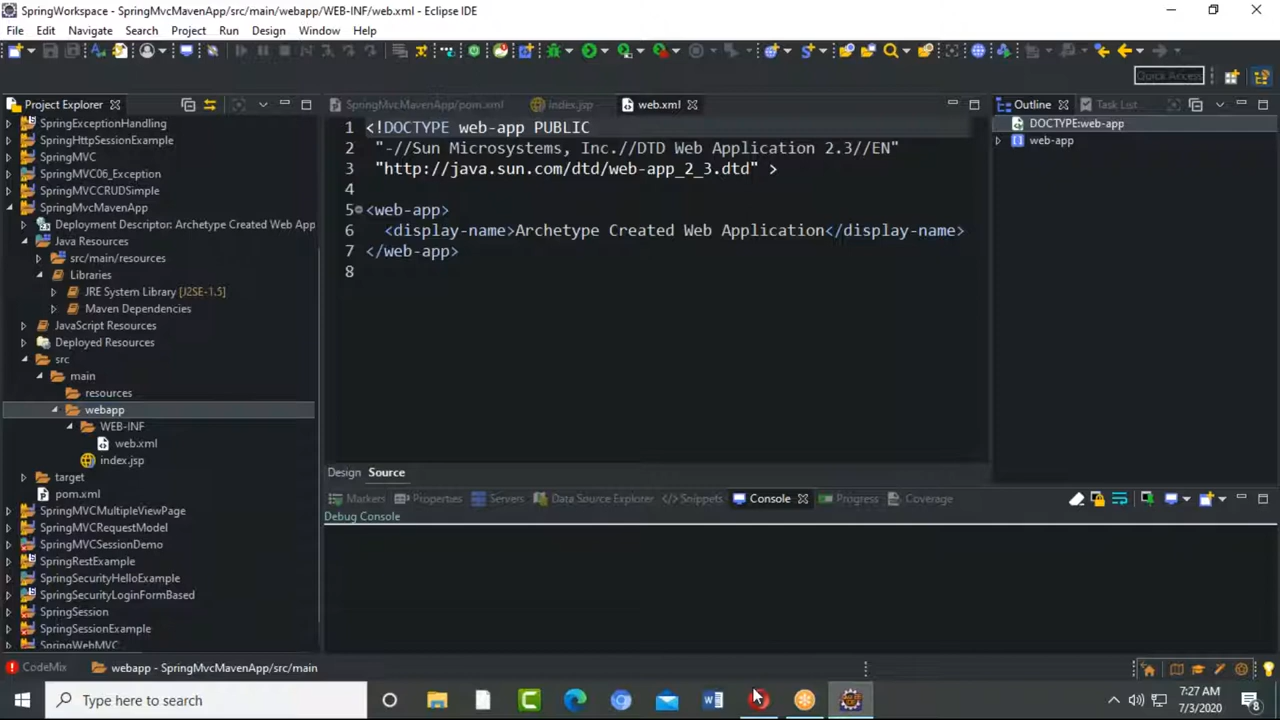 SpringWorkspace - SpringMvcMavenApp/src/main/webapp/WEB-INF/web.xml - Eclipse IDE
File Edit Navigate Search Project Run Design Window Help
Quick Access
Project Explorer
SpringMvcMavenApp/pom.xml index.jsp web.xml
Outline Task List
SpringExceptionHandling
SpringHttpSessionExample
SpringMVC
SpringMVC06_Exception
SpringMVCCRUDSimple
SpringMvcMavenApp
Deployment Descriptor: Archetype Created Web App
Java Resources
src/main/resources
Libraries
JRE System Library [J2SE-1.5]
Maven Dependencies
JavaScript Resources
Deployed Resources
src
main
resources
webapp
WEB-INF
web.xml
index.jsp
target
pom.xml
SpringMVCMultipleViewPage
SpringMVCRequestModel
SpringMVCSessionDemo
SpringRestExample
SpringSecurityHelloExample
SpringSecurityLoginFormBased
SpringSession
SpringSessionExample
SpringWebMVC
1 <!DOCTYPE web-app PUBLIC
2 "-//Sun Microsystems, Inc.//DTD Web Application 2.3//EN"
3 "http://java.sun.com/dtd/web-app_2_3.dtd" >
4
5 <web-app>
6 <display-name>Archetype Created Web Application</display-name>
7 </web-app>
8
Design Source
DOCTYPE:web-app
web-app
Markers Properties Servers Data Source Explorer Snippets Console Progress Coverage
Debug Console
CodeMix webapp - SpringMvcMavenApp/src/main
Type here to search
7:27 AM
7/3/2020
8